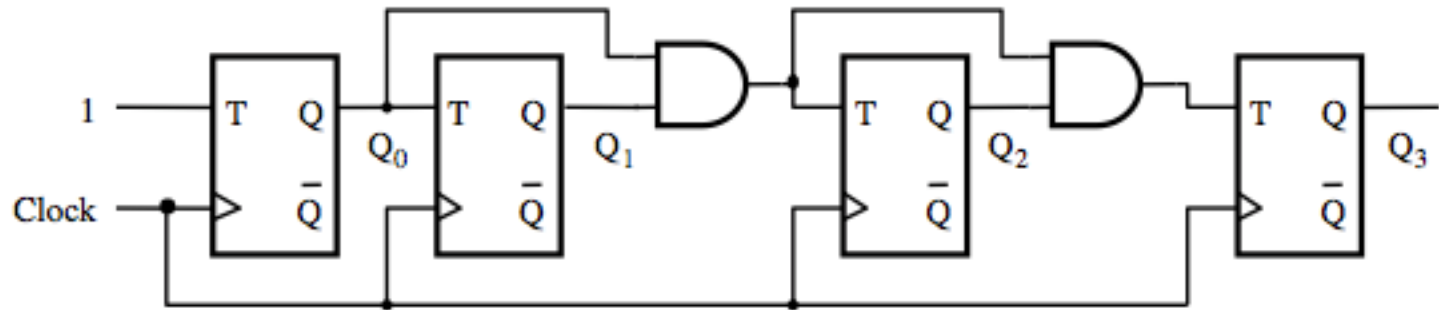 1 T Q T Q T Q T Q
Q0 Q1 Q2 Q3
Clock Q̅ Q̅ Q̅ Q̅